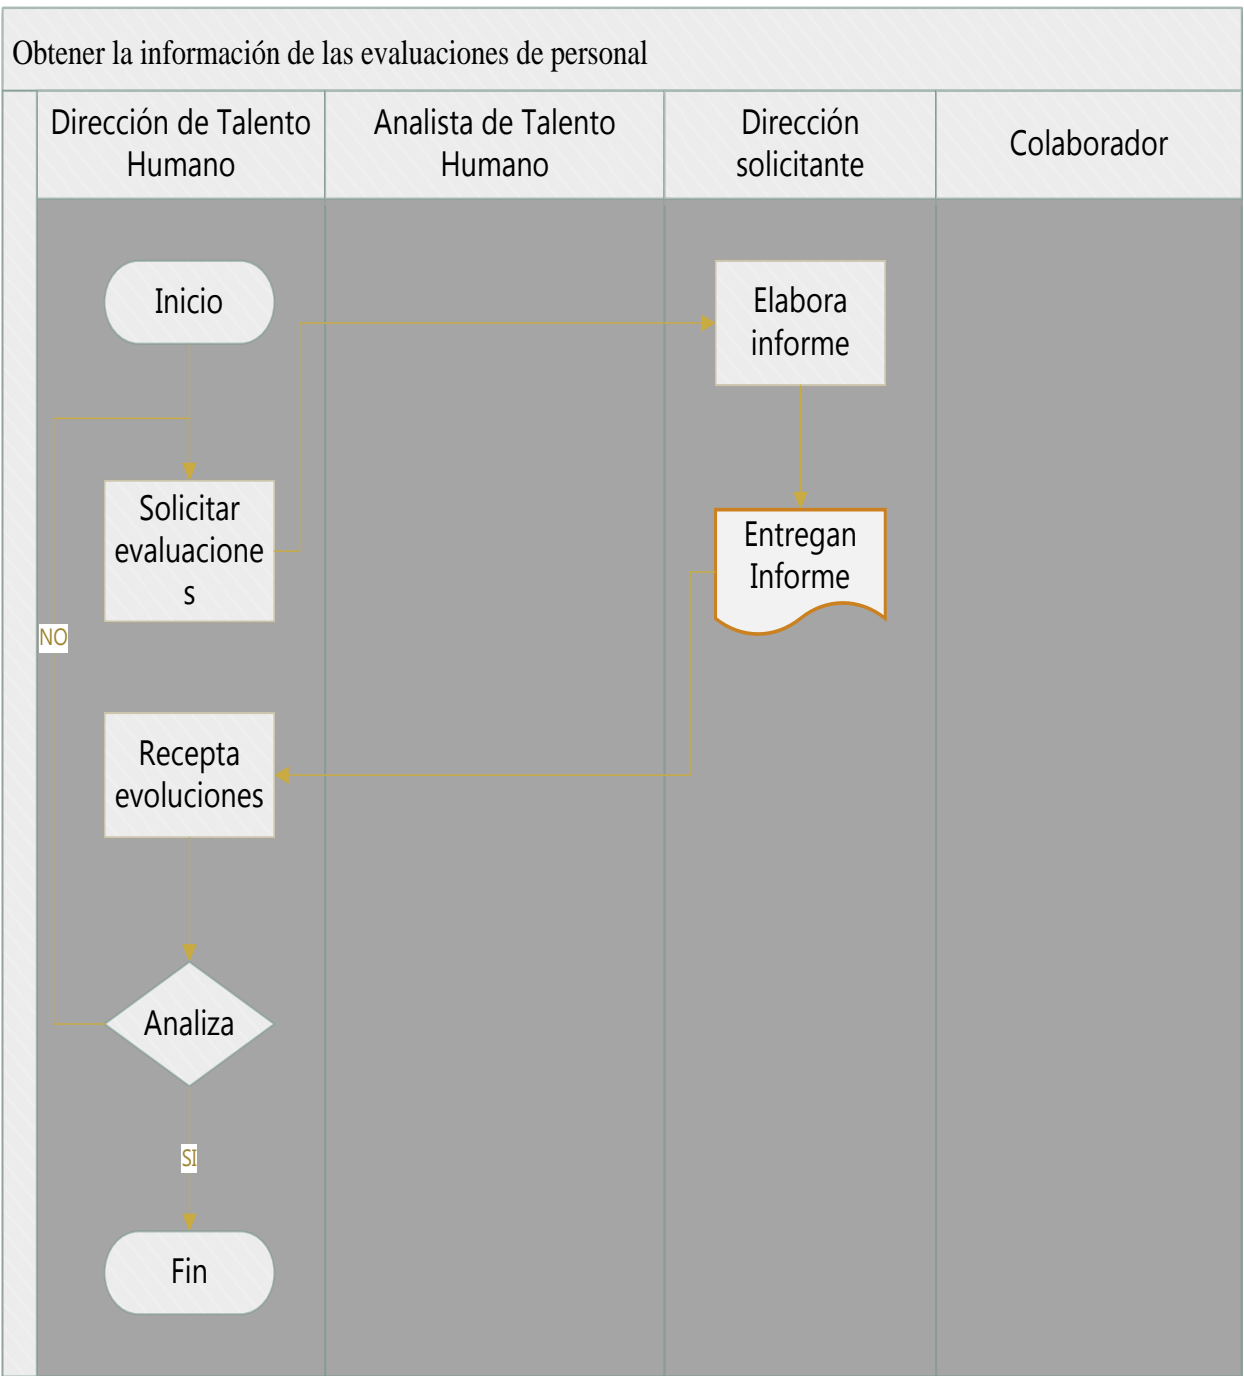 Obtener la información de las evaluaciones de personal
Dirección de Talento
Humano
Analista de Talento
Humano
Dirección
solicitante
Colaborador
Inicio
Elabora
informe
Solicitar
evaluacione
s
Entregan
Informe
NO
Recepta
evoluciones
Analiza
SI
Fin